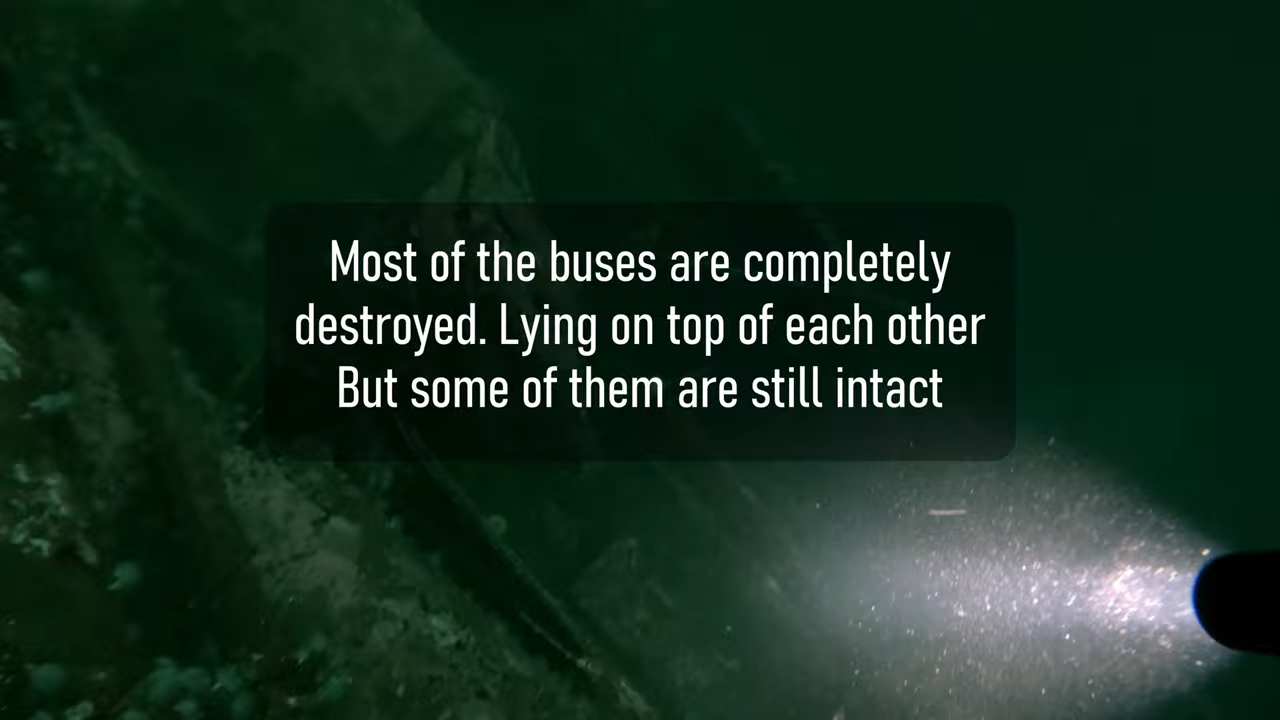 Most of the buses are completely
destroyed. Lying on top of each other
But some of them are still intact